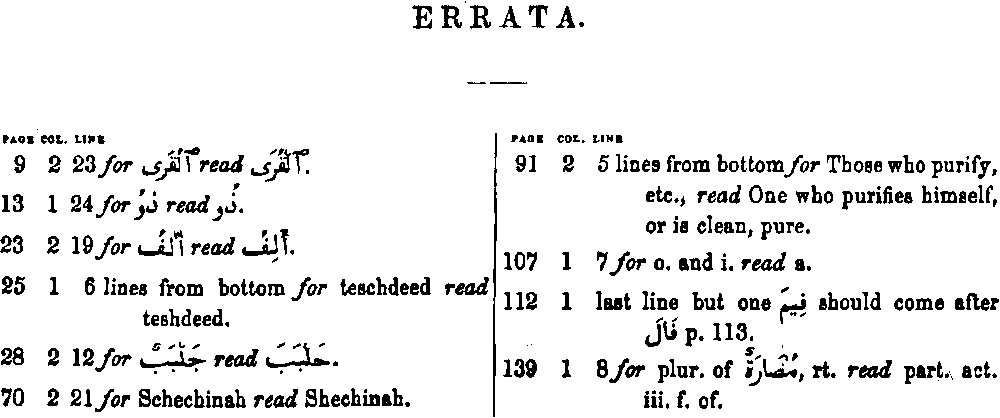 ERRATA.
PAGE COL. LINE
9 2 23 for ٱلْقَرَى read ٱلْقُرَى.
13 1 24 for ذوُ read ذُو.
23 2 19 for read أَلِفٌ.
25 1 6 lines from bottom for teschdeed read
teshdeed.
28 2 12 for read جَلْبَبَ.
70 2 21 for Schechinah read Shechinah.
PAGE COL. LINE
91 2 5 lines from bottom for Those who purify,
etc., read One who purifies himself,
or is clean, pure.
107 1 7 for o. and i. read a.
112 1 last line but one فِيمَ should come after
قَالَ p. 113.
139 1 8 for plur. of مُضَارَّةٌ, rt. read part. act.
iii. f. of.